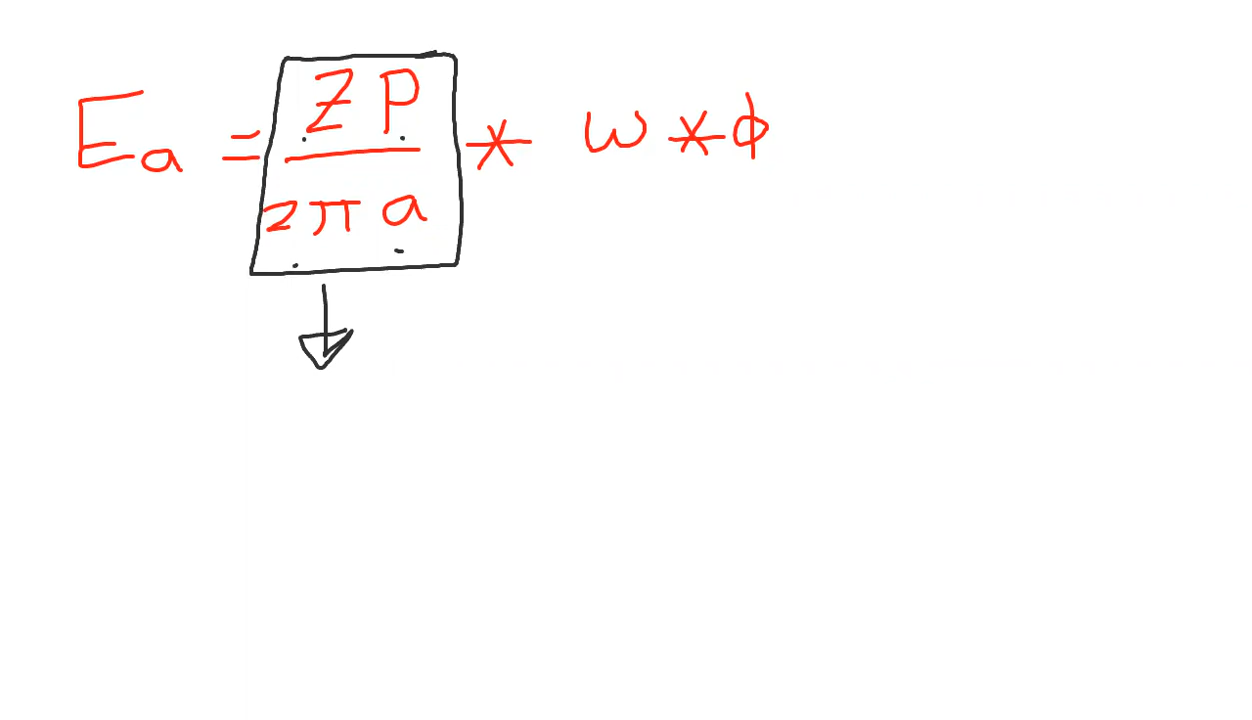 Ea = ZP / 2πa * ω * φ